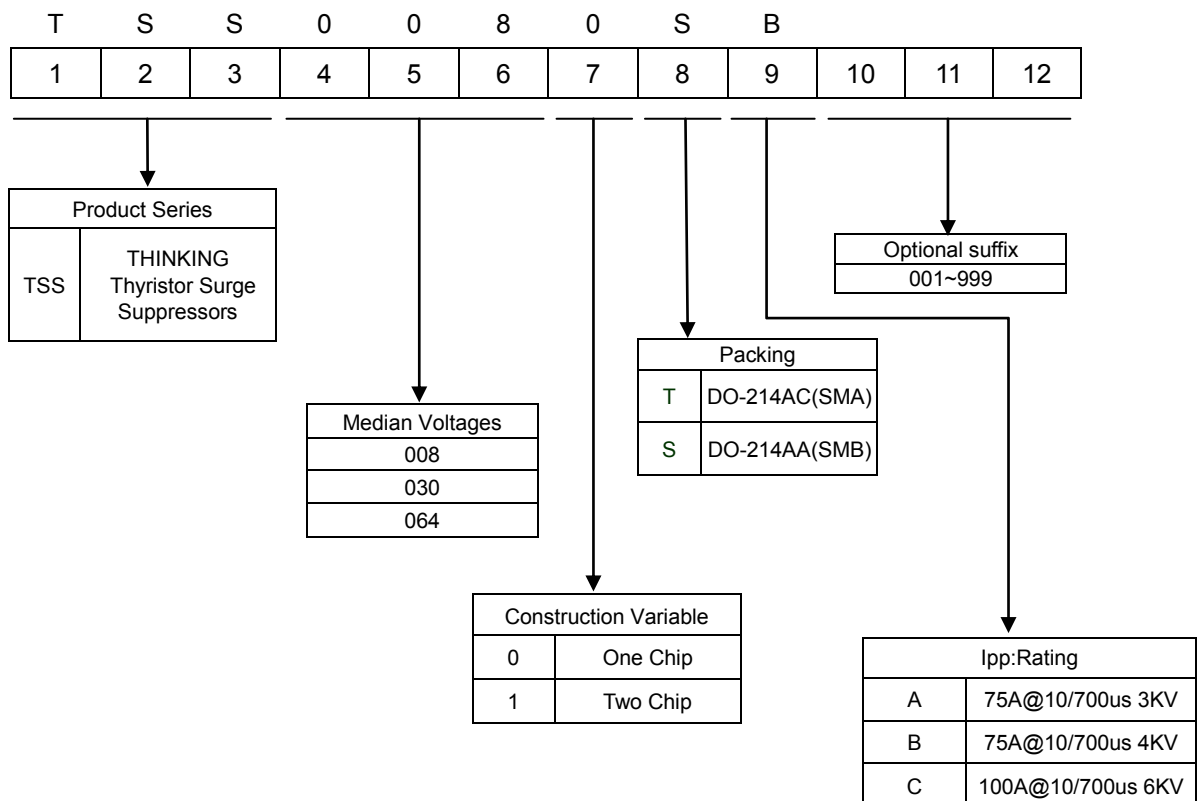 T S S 0 0 8 0 S B
1 2 3 4 5 6 7 8 9 10 11 12
Product Series
TSS
THINKING
Thyristor Surge
Suppressors
Optional suffix
001~999
Packing
T DO-214AC(SMA)
S DO-214AA(SMB)
Median Voltages
008
030
064
Construction Variable
0 One Chip
1 Two Chip
Ipp:Rating
A 75A@10/700us 3KV
B 75A@10/700us 4KV
C 100A@10/700us 6KV